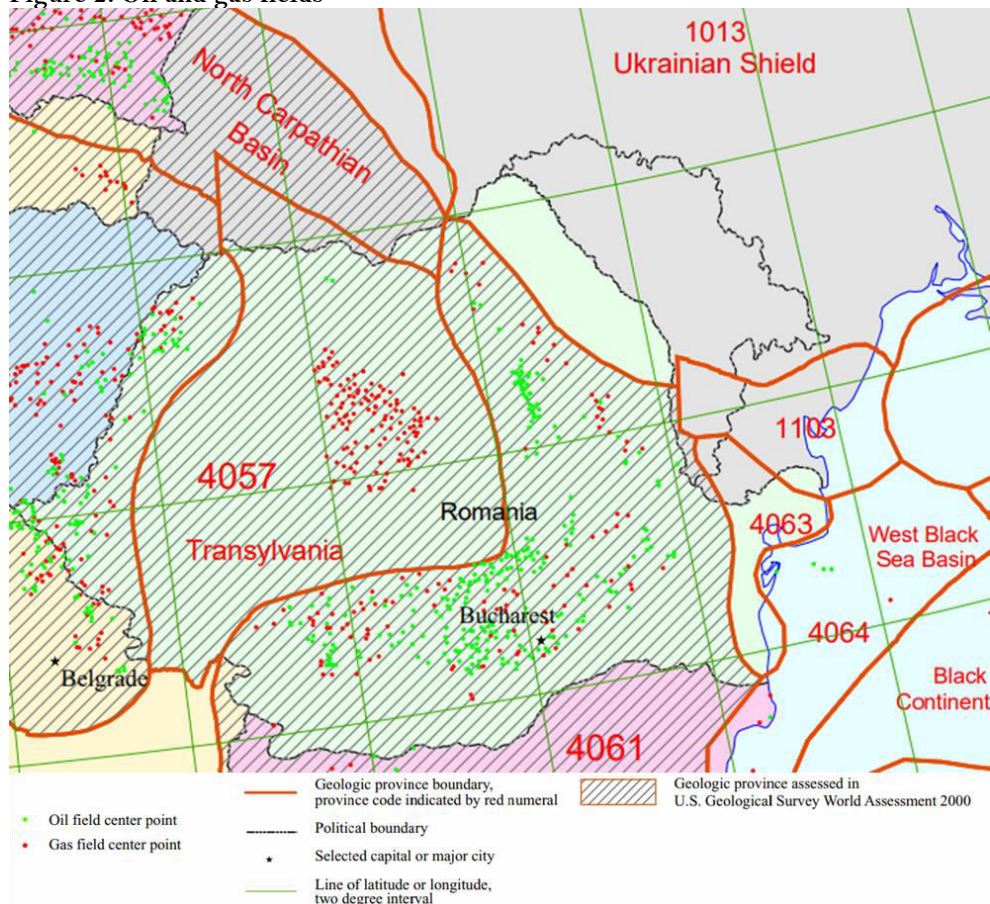 Figure 2. Oil and gas fields
1013
Ukrainian Shield
North Carpathian
Basin
1103
4057
Romania
4063
Transylvania
West Black
Sea Basin
Bucharest
4064
Belgrade
Black
Continent
4061
Oil field center point
Gas field center point
Geologic province boundary,
province code indicated by red numeral
Political boundary
Selected capital or major city
Line of latitude or longitude,
two degree interval
Geologic province assessed in
U.S. Geological Survey World Assessment 2000